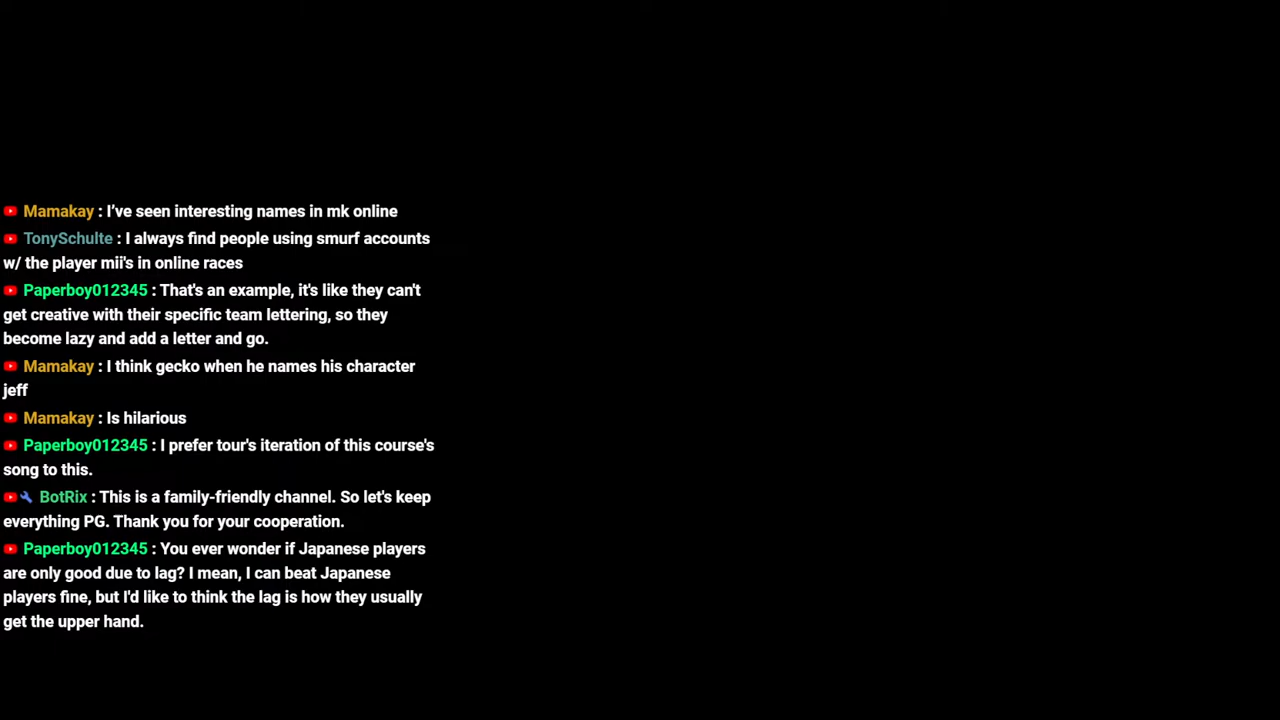 Mamakay : I’ve seen interesting names in mk online
TonySchulte : I always find people using smurf accounts
w/ the player mii's in online races
Paperboy012345 : That's an example, it's like they can't
get creative with their specific team lettering, so they
become lazy and add a letter and go.
Mamakay : I think gecko when he names his character
jeff
Mamakay : Is hilarious
Paperboy012345 : I prefer tour's iteration of this course's
song to this.
BotRix : This is a family-friendly channel. So let's keep
everything PG. Thank you for your cooperation.
Paperboy012345 : You ever wonder if Japanese players
are only good due to lag? I mean, I can beat Japanese
players fine, but I'd like to think the lag is how they usually
get the upper hand.